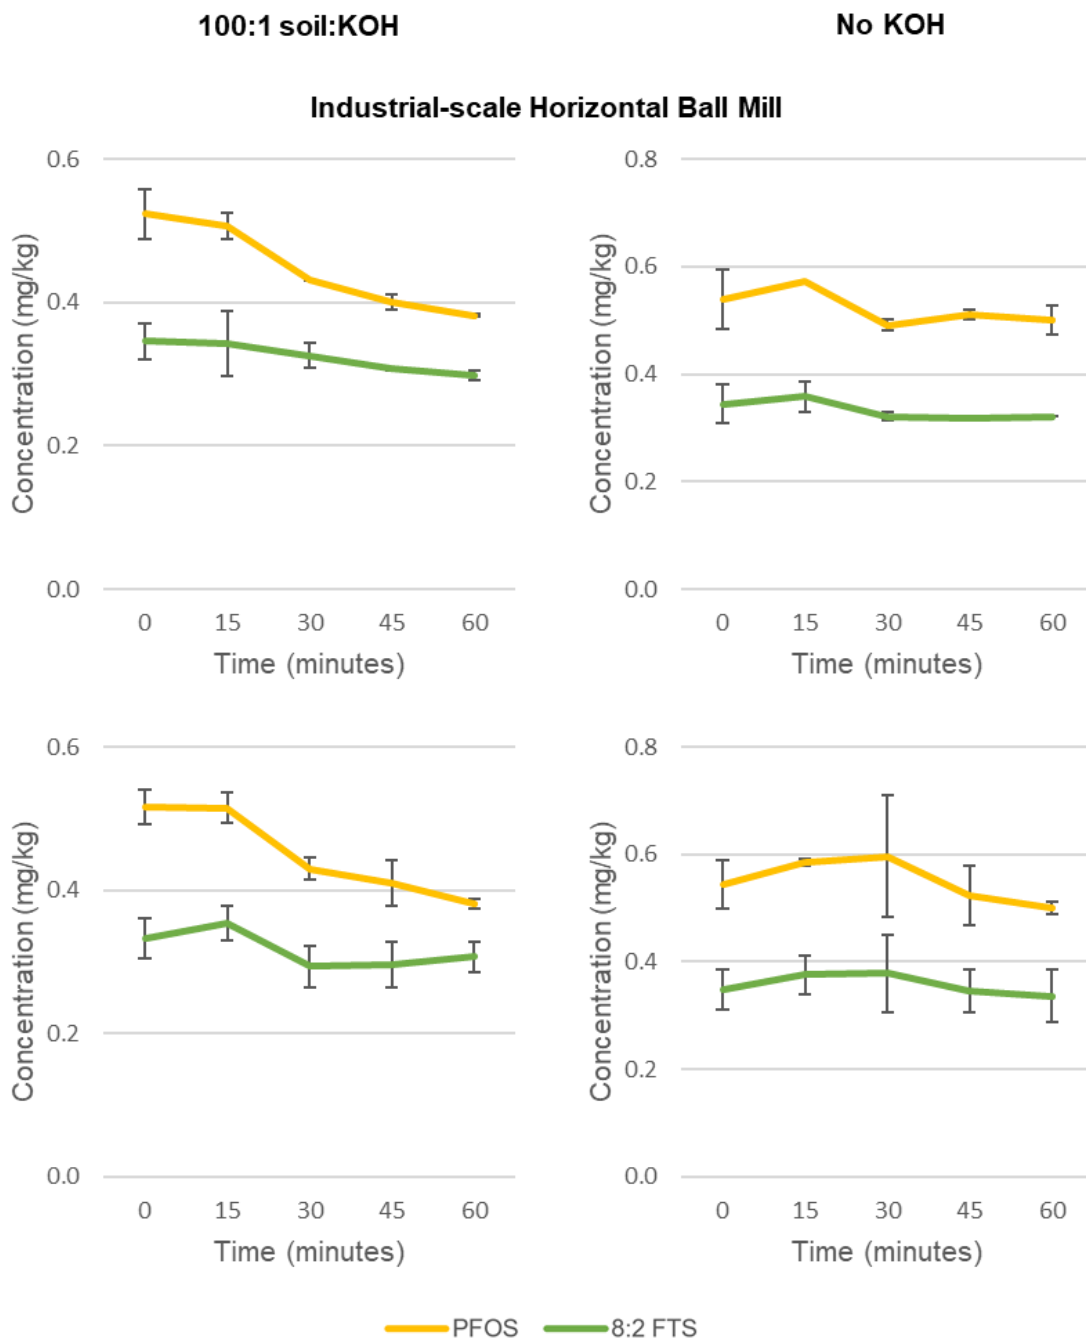 100:1 soil:KOH
No KOH
Industrial-scale Horizontal Ball Mill
Concentration (mg/kg)
0.6
0.4
0.2
0.0
0 15 30 45 60
Time (minutes)
Concentration (mg/kg)
0.8
0.6
0.4
0.2
0.0
0 15 30 45 60
Time (minutes)
Concentration (mg/kg)
0.6
0.4
0.2
0.0
0 15 30 45 60
Time (minutes)
Concentration (mg/kg)
0.8
0.6
0.4
0.2
0.0
0 15 30 45 60
Time (minutes)
PFOS 8:2 FTS